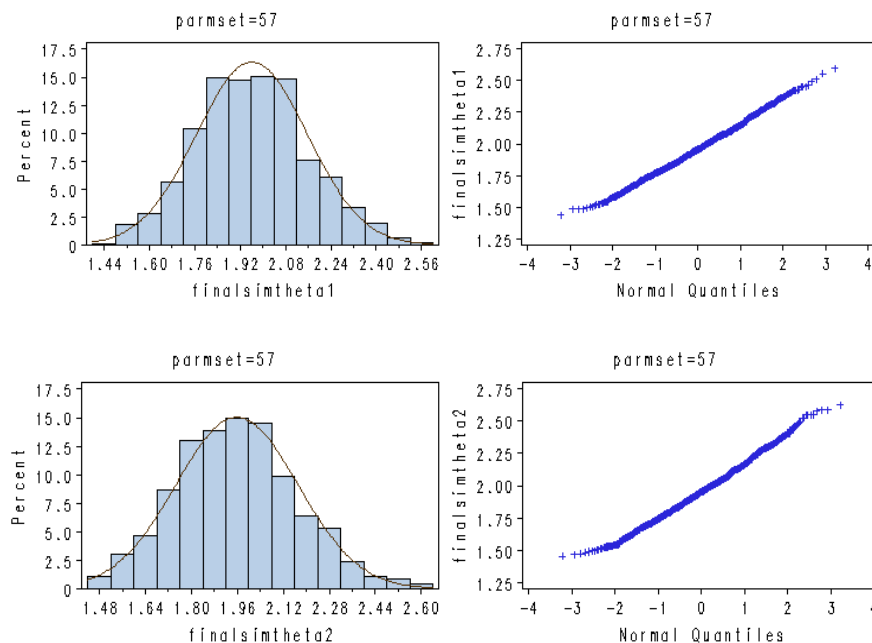 parmset=57
Percent
17.5
15.0
12.5
10.0
7.5
5.0
2.5
0
1.44 1.60 1.76 1.92 2.08 2.24 2.40 2.56
finalsimtheta1
parmset=57
finalsimtheta1
2.75
2.50
2.25
2.00
1.75
1.50
1.25
-4 -3 -2 -1 0 1 2 3 4
Normal Quantiles
parmset=57
Percent
17.5
15.0
12.5
10.0
7.5
5.0
2.5
0
1.48 1.64 1.80 1.96 2.12 2.28 2.44 2.60
finalsimtheta2
parmset=57
finalsimtheta2
2.75
2.50
2.25
2.00
1.75
1.50
1.25
-4 -3 -2 -1 0 1 2 3 4
Normal Quantiles